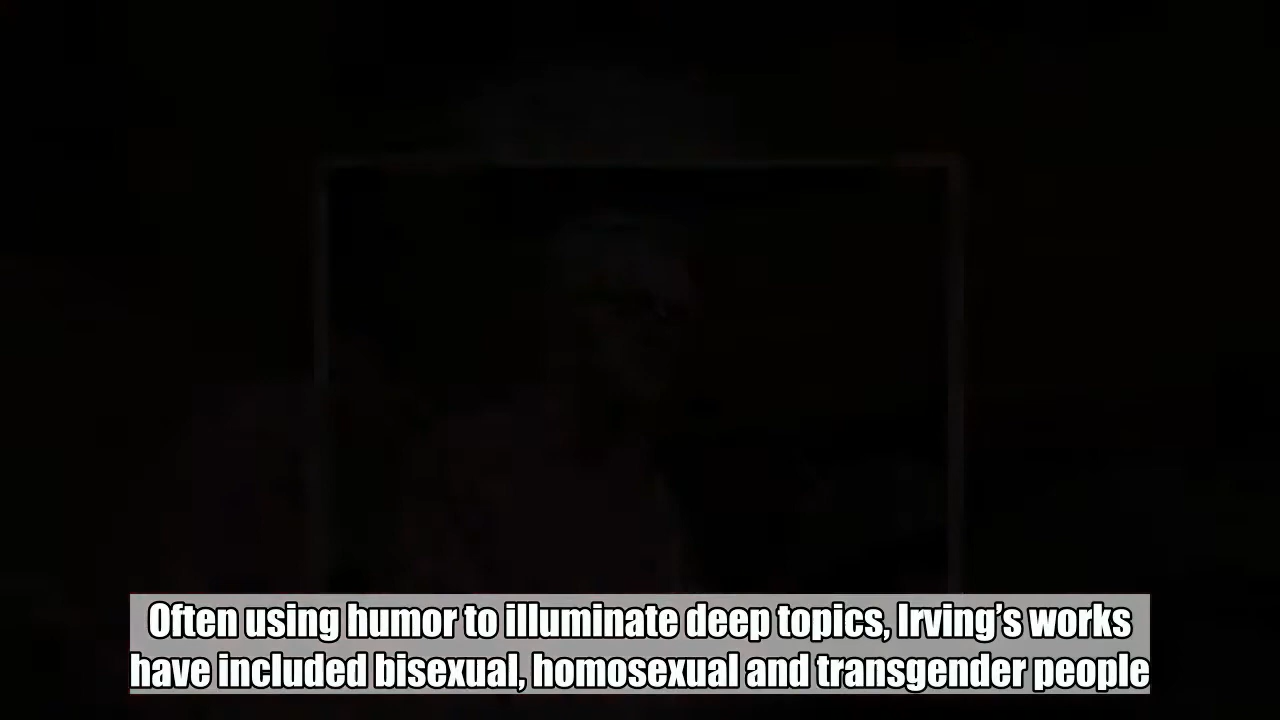 Often using humor to illuminate deep topics, Irving’s works
have included bisexual, homosexual and transgender people